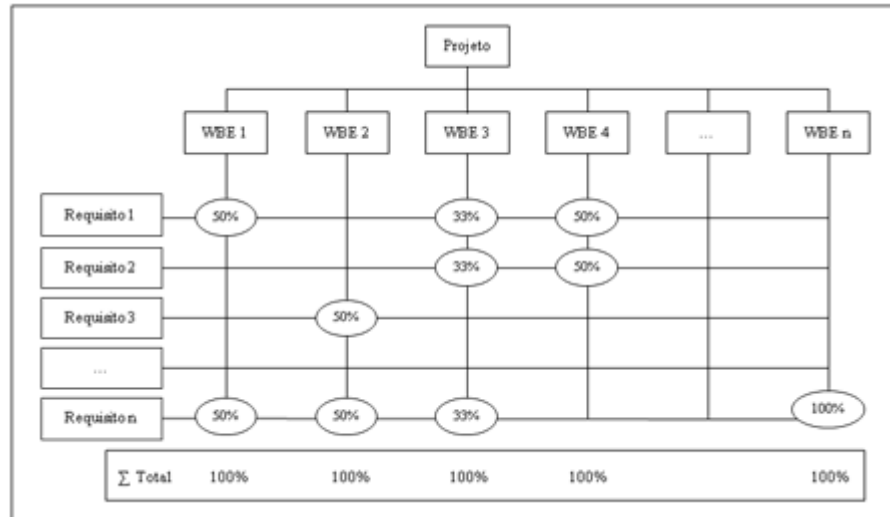 Projeto
WBE 1 WBE 2 WBE 3 WBE 4 ... WBE n
Requisito 1 50% 33% 50%
Requisito 2 33% 50%
Requisito 3 50%
...
Requisito n 50% 50% 33% 100%
∑ Total 100% 100% 100% 100% 100%